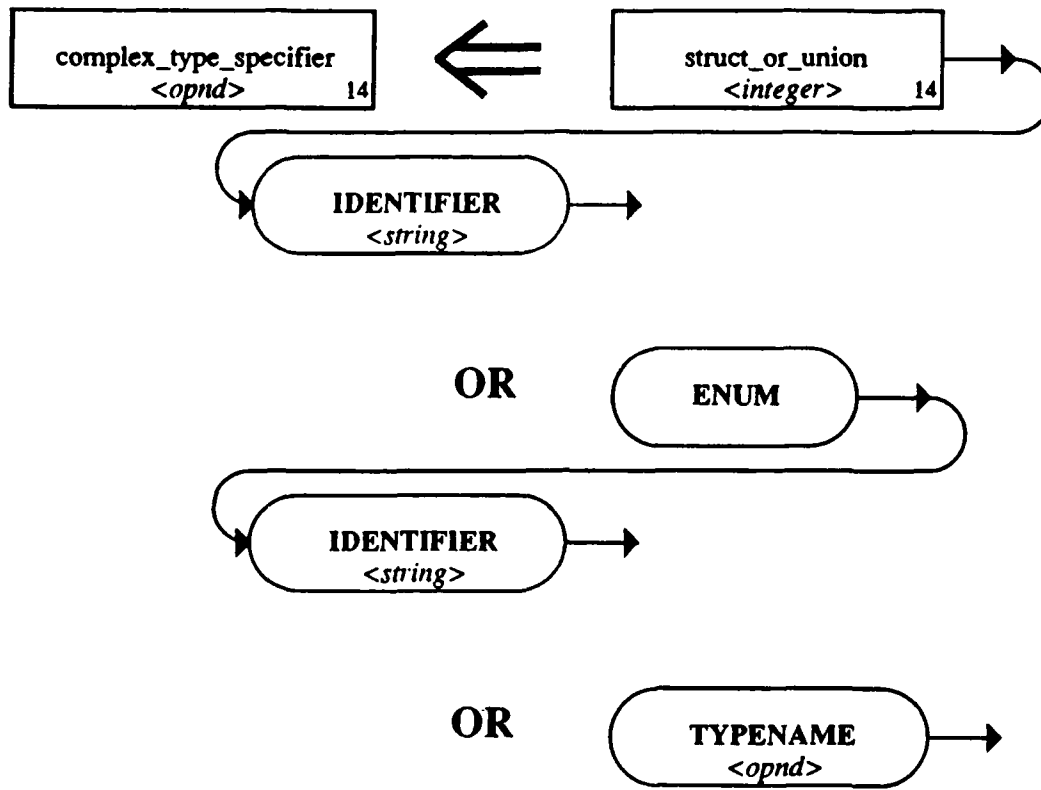 complex_type_specifier
<opnd> 14
struct_or_union
<integer> 14
IDENTIFIER
<string>
OR
ENUM
IDENTIFIER
<string>
OR
TYPENAME
<opnd>